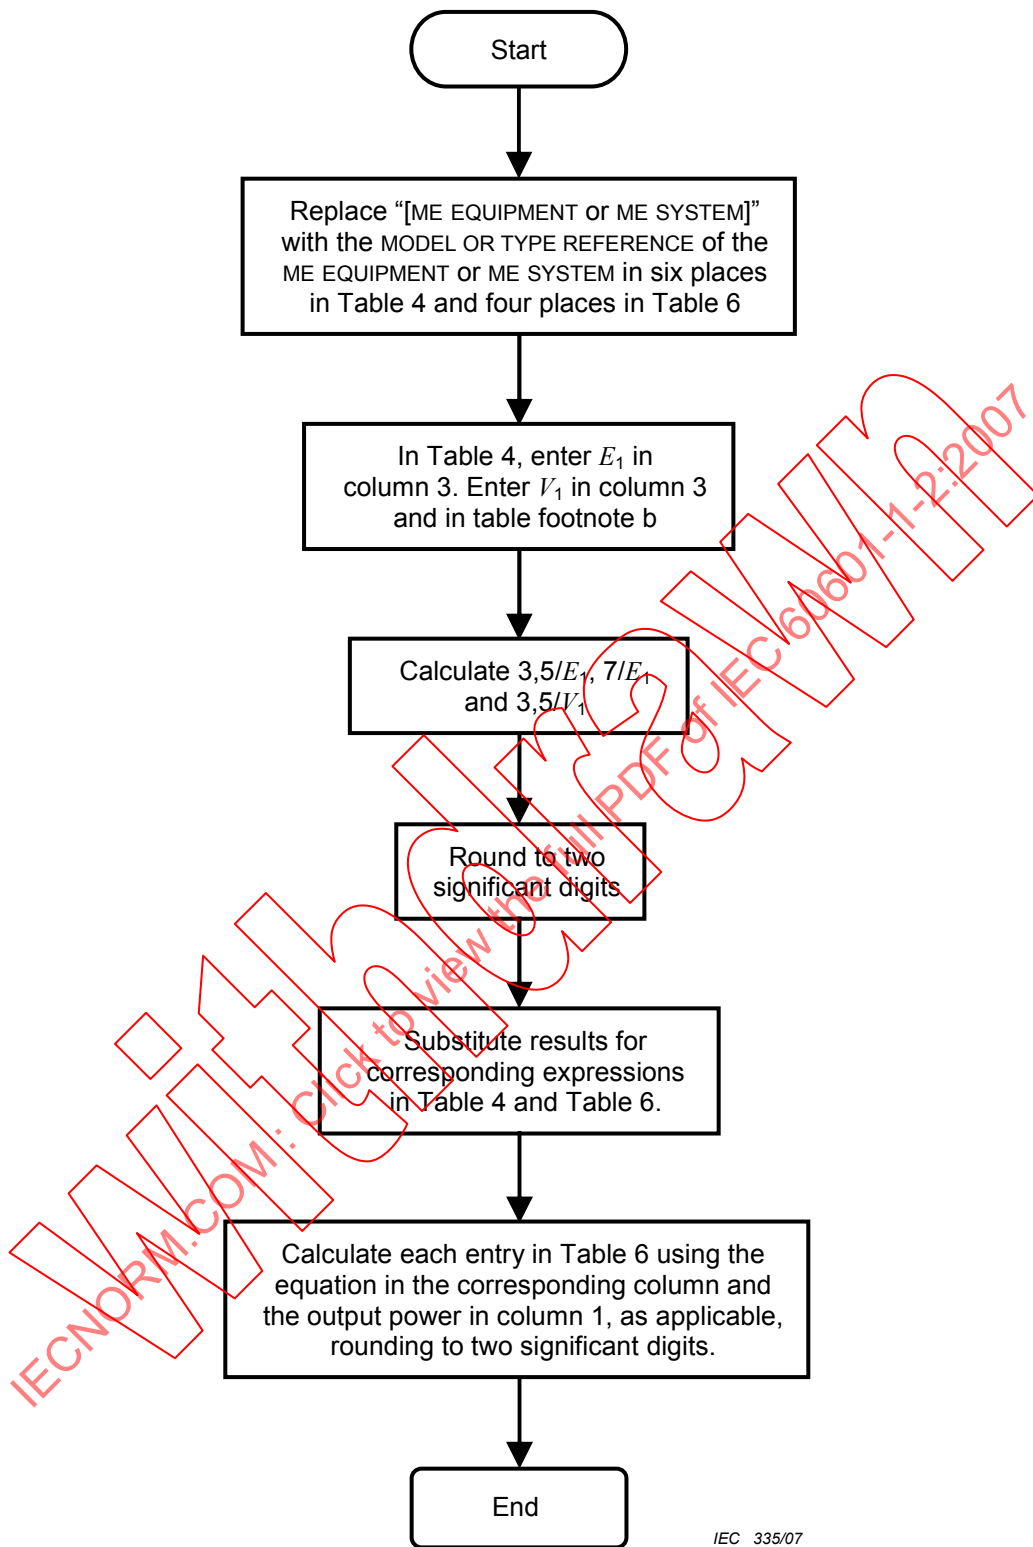 Start
Replace “[ME EQUIPMENT or ME SYSTEM]”
with the MODEL OR TYPE REFERENCE of the
ME EQUIPMENT or ME SYSTEM in six places
in Table 4 and four places in Table 6
In Table 4, enter E₁ in
column 3. Enter V₁ in column 3
and in table footnote b
Calculate 3,5/E₁, 7/E₁
and 3,5/V₁
Round to two
significant digits
Substitute results for
corresponding expressions
in Table 4 and Table 6.
Calculate each entry in Table 6 using the
equation in the corresponding column and
the output power in column 1, as applicable,
rounding to two significant digits.
End
IEC 335/07
Withdrawn
IECNORM.COM : Click to view the full PDF of IEC 60601-1-2:2007